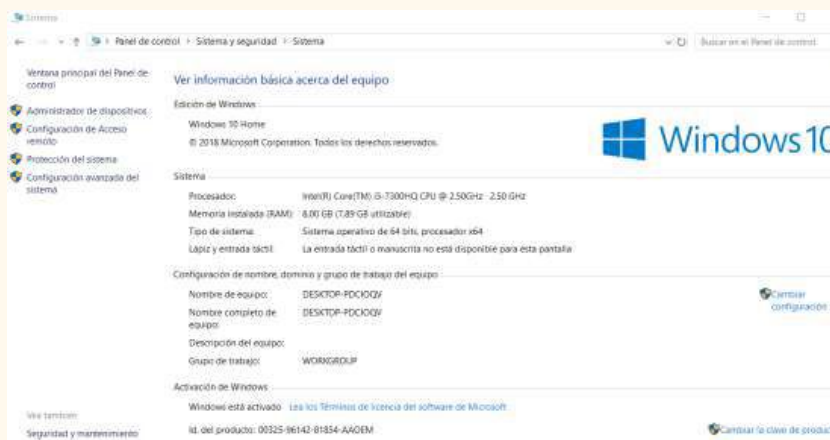 Sistema
Panel de control > Sistema y seguridad > Sistema
Buscar en el Panel de control
Ventana principal del Panel de
control
Administrador de dispositivos
Configuración de Acceso
remoto
Protección del sistema
Configuración avanzada del
sistema
Ver información básica acerca del equipo
Edición de Windows
Windows 10 Home
© 2018 Microsoft Corporation. Todos los derechos reservados.
Windows 10
Sistema
Procesador: Intel(R) Core(TM) i5-7300HQ CPU @ 2.50GHz 2.50 GHz
Memoria instalada (RAM): 8,00 GB (7,89 GB utilizable)
Tipo de sistema: Sistema operativo de 64 bits, procesador x64
Lápiz y entrada táctil: La entrada táctil o manuscrita no está disponible para esta pantalla
Configuración de nombre, dominio y grupo de trabajo del equipo
Nombre de equipo: DESKTOP-PDCIOQV
Nombre completo de DESKTOP-PDCIOQV
equipo:
Descripción del equipo:
Grupo de trabajo: WORKGROUP
Cambiar
configuración
Activación de Windows
Windows está activado Lea los Términos de licencia del software de Microsoft
Id. del producto: 00325-96142-81854-AAOEM
Cambiar la clave de produc
Vea también
Seguridad y mantenimiento